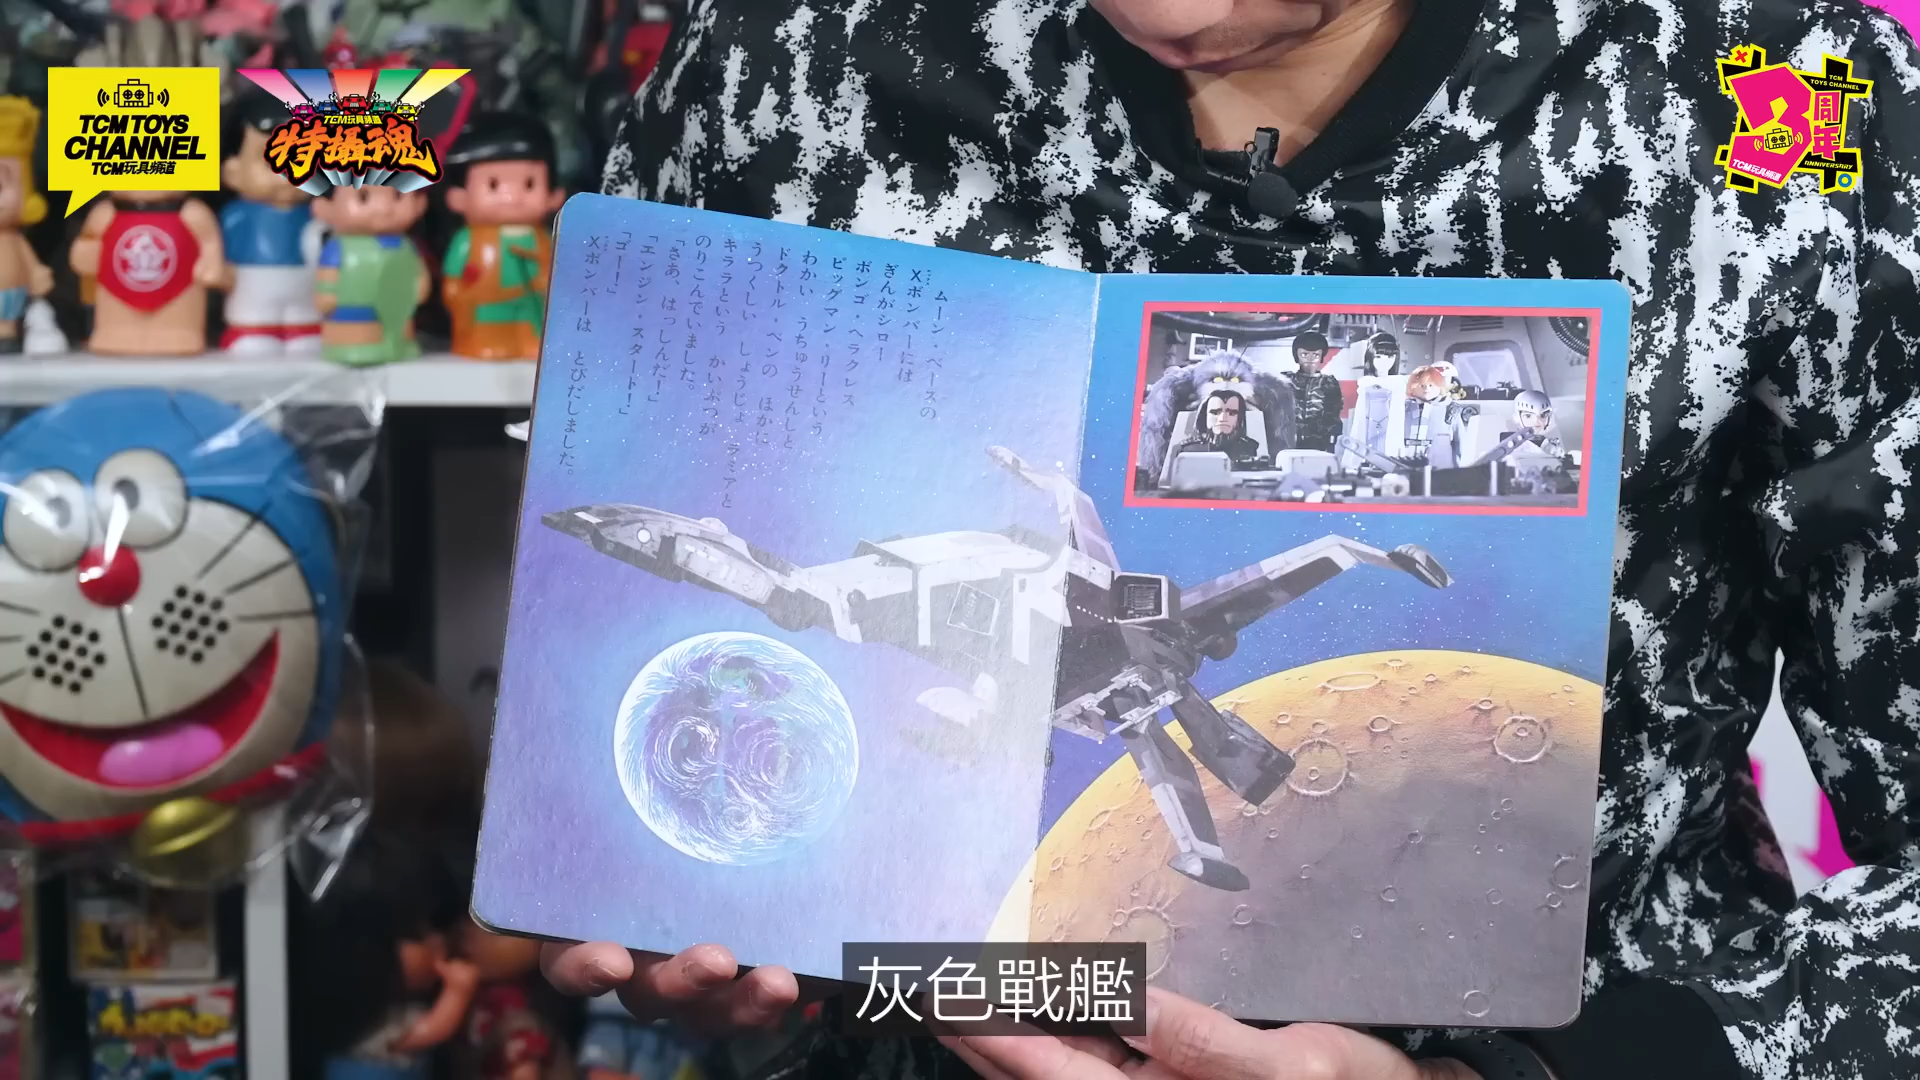 TCM TOYS
CHANNEL
TCM玩具頻道
TCM玩具頻道
特攝魂
TCM
TOYS CHANNEL
3周年
ANNIVERSARY
TCM玩具頻道
ムーン・ベースの
Xボンバーには
ぎんがシロー
ボンゴ・ヘラクレス
ビッグマン・リーという
わかい うちゅうせんしと
ドクトル・ベンの ほかに
うつくしい しょうじょ ラミアと
キララという かいぶつが
のりこんでいました。
「さあ、はっしんだ!」
「エンジン・スタート!」
「ゴー!」
Xボンバーは とびだしました。
灰色戰艦